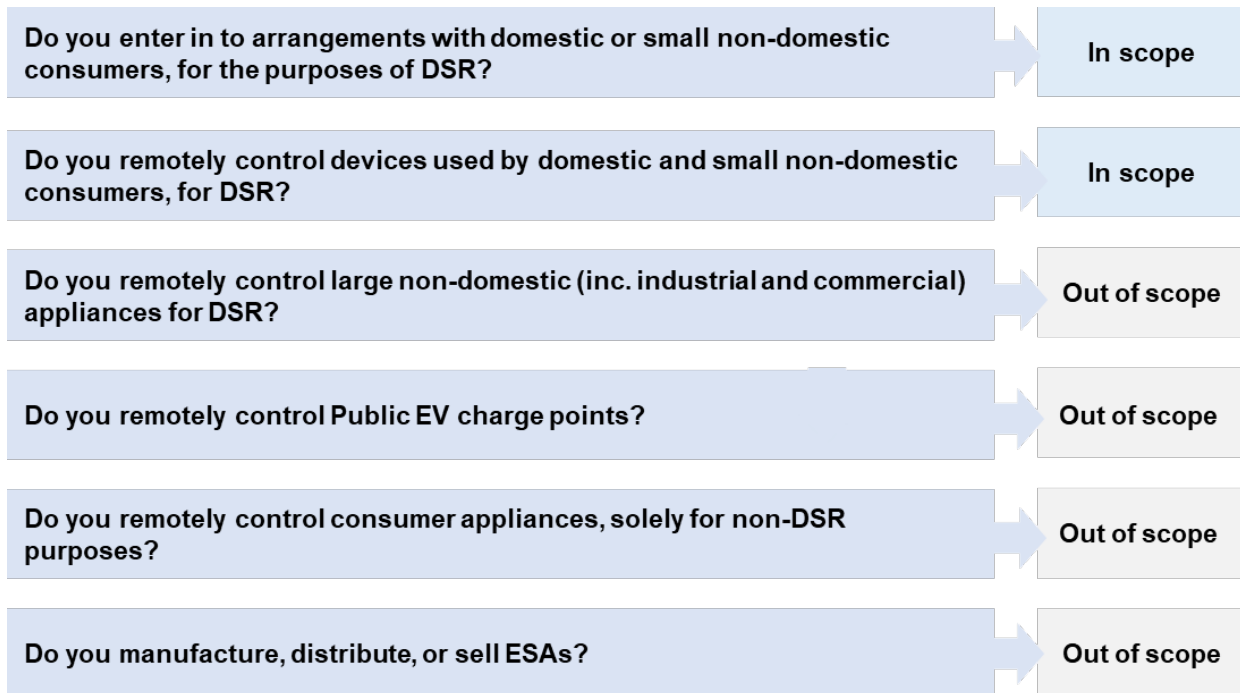 Do you enter in to arrangements with domestic or small non-domestic
consumers, for the purposes of DSR?
In scope
Do you remotely control devices used by domestic and small non-domestic
consumers, for DSR?
In scope
Do you remotely control large non-domestic (inc. industrial and commercial)
appliances for DSR?
Out of scope
Do you remotely control Public EV charge points?
Out of scope
Do you remotely control consumer appliances, solely for non-DSR
purposes?
Out of scope
Do you manufacture, distribute, or sell ESAs?
Out of scope